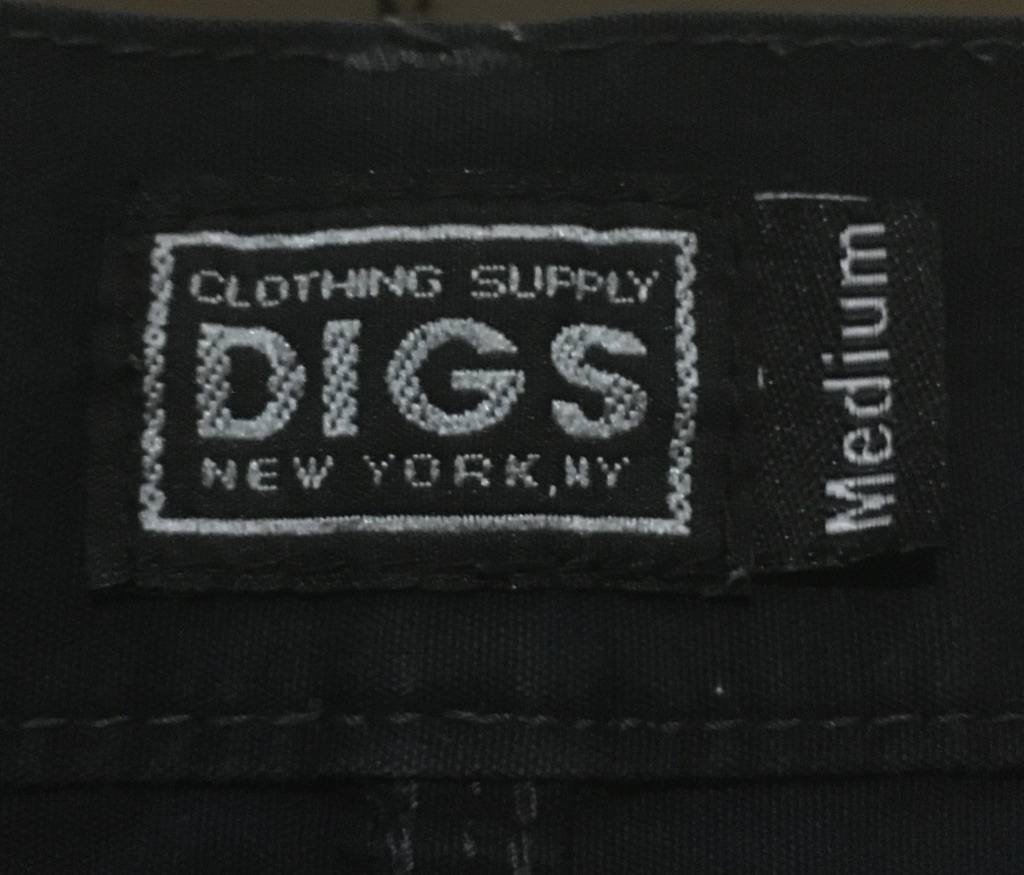 CLOTHING SUPPLY
DIGS
NEW YORK, NY
Medium